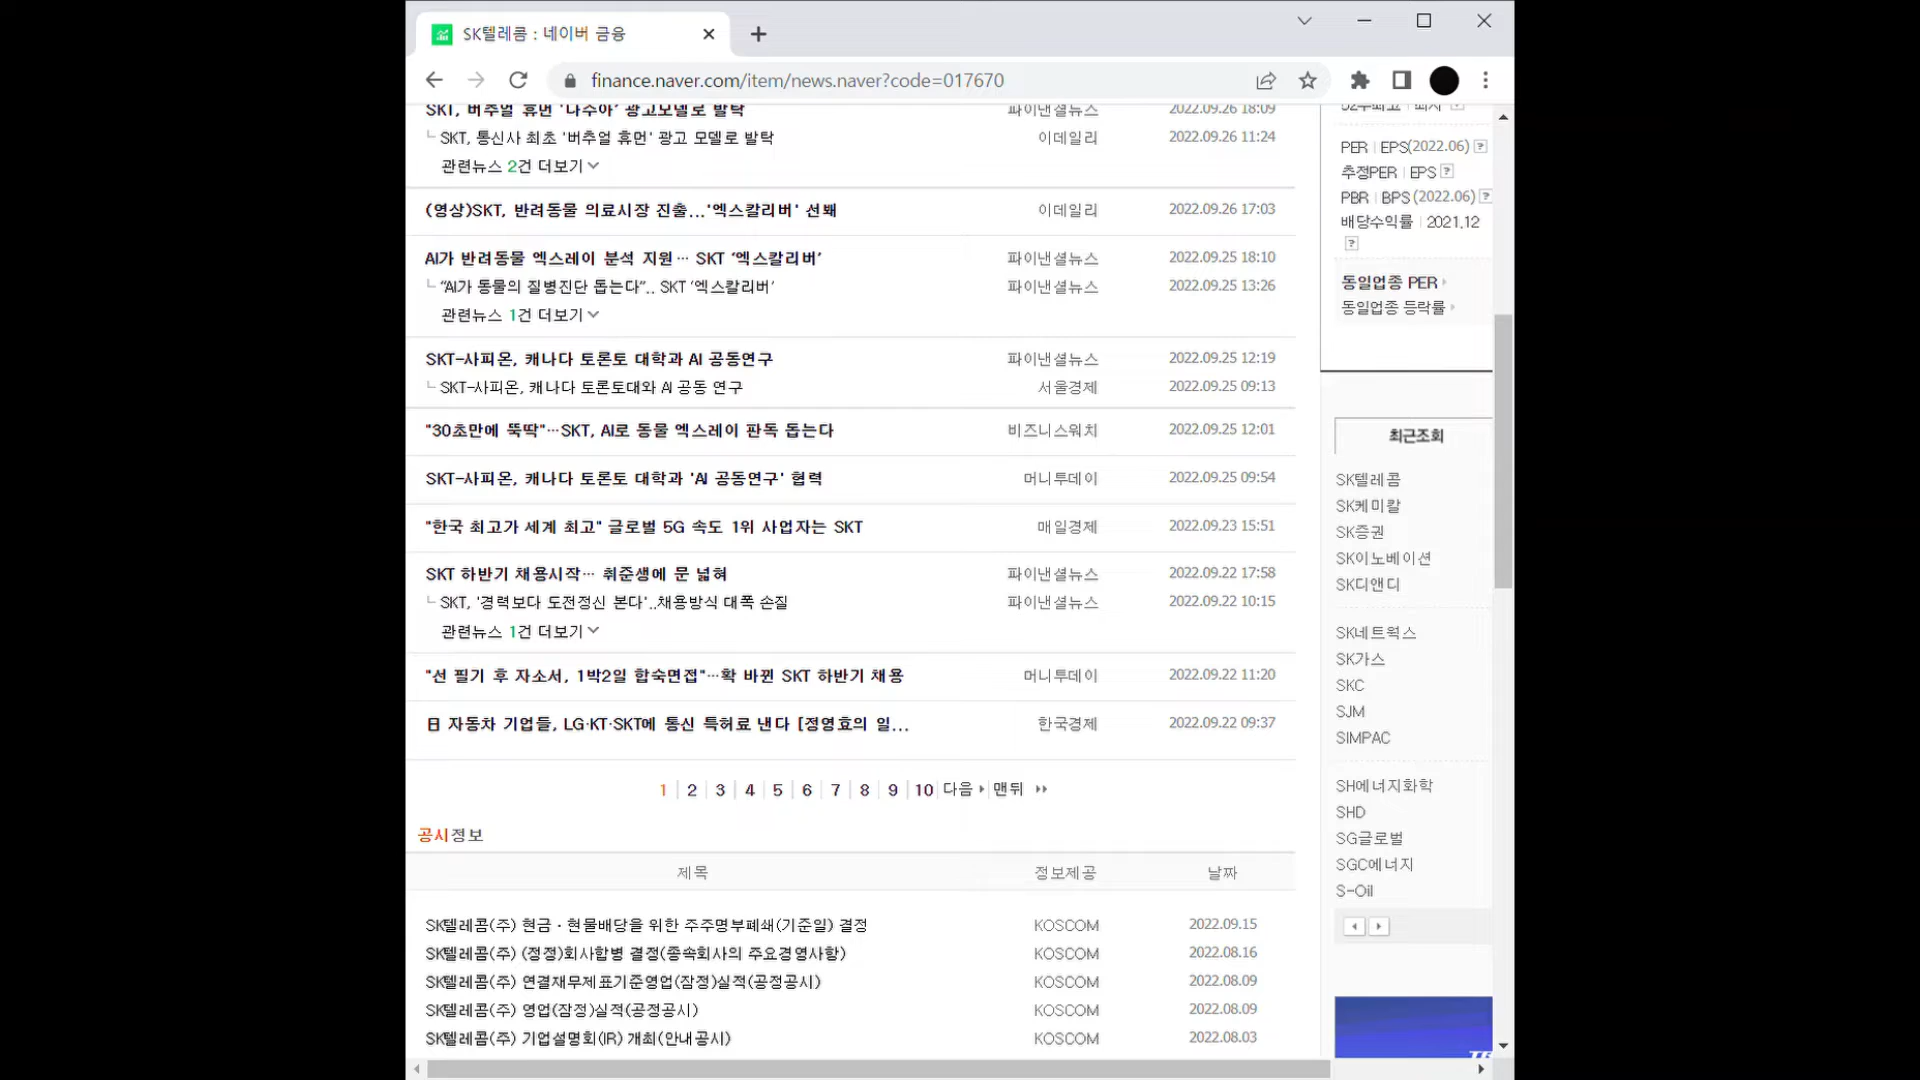 SK텔레콤 : 네이버 금융
finance.naver.com/item/news.naver?code=017670
SKT, 버추얼 휴먼 '나수아' 광고모델로 발탁 파이낸셜뉴스 2022.09.26 18:09
SKT, 통신사 최초 '버추얼 휴먼' 광고 모델로 발탁 이데일리 2022.09.26 11:24
관련뉴스 2건 더보기
(영상)SKT, 반려동물 의료시장 진출...'엑스칼리버' 선봬 이데일리 2022.09.26 17:03
AI가 반려동물 엑스레이 분석 지원… SKT ‘엑스칼리버’ 파이낸셜뉴스 2022.09.25 18:10
“AI가 동물의 질병진단 돕는다”.. SKT ‘엑스칼리버’ 파이낸셜뉴스 2022.09.25 13:26
관련뉴스 1건 더보기
SKT-사피온, 캐나다 토론토 대학과 AI 공동연구 파이낸셜뉴스 2022.09.25 12:19
SKT-사피온, 캐나다 토론토대와 AI 공동 연구 서울경제 2022.09.25 09:13
"30초만에 뚝딱"…SKT, AI로 동물 엑스레이 판독 돕는다 비즈니스워치 2022.09.25 12:01
SKT-사피온, 캐나다 토론토 대학과 'AI 공동연구' 협력 머니투데이 2022.09.25 09:54
"한국 최고가 세계 최고" 글로벌 5G 속도 1위 사업자는 SKT 매일경제 2022.09.23 15:51
SKT 하반기 채용시작… 취준생에 문 넓혀 파이낸셜뉴스 2022.09.22 17:58
SKT, '경력보다 도전정신 본다'..채용방식 대폭 손질 파이낸셜뉴스 2022.09.22 10:15
관련뉴스 1건 더보기
"선 필기 후 자소서, 1박2일 합숙면접"…확 바뀐 SKT 하반기 채용 머니투데이 2022.09.22 11:20
日 자동차 기업들, LG·KT·SKT에 통신 특허료 낸다 [정영효의 일... 한국경제 2022.09.22 09:37
1 2 3 4 5 6 7 8 9 10 다음 맨뒤
공시정보
제목 정보제공 날짜
SK텔레콤(주) 현금 · 현물배당을 위한 주주명부폐쇄(기준일) 결정 KOSCOM 2022.09.15
SK텔레콤(주) (정정)회사합병 결정(종속회사의 주요경영사항) KOSCOM 2022.08.16
SK텔레콤(주) 연결재무제표기준영업(잠정)실적(공정공시) KOSCOM 2022.08.09
SK텔레콤(주) 영업(잠정)실적(공정공시) KOSCOM 2022.08.09
SK텔레콤(주) 기업설명회(IR) 개최(안내공시) KOSCOM 2022.08.03
PER | EPS(2022.06)
추정PER | EPS
PBR | BPS (2022.06)
배당수익률 | 2021.12
동일업종 PER
동일업종 등락률
최근조회
SK텔레콤
SK케미칼
SK증권
SK이노베이션
SK디앤디
SK네트웍스
SK가스
SKC
SJM
SIMPAC
SH에너지화학
SHD
SG글로벌
SGC에너지
S-Oil